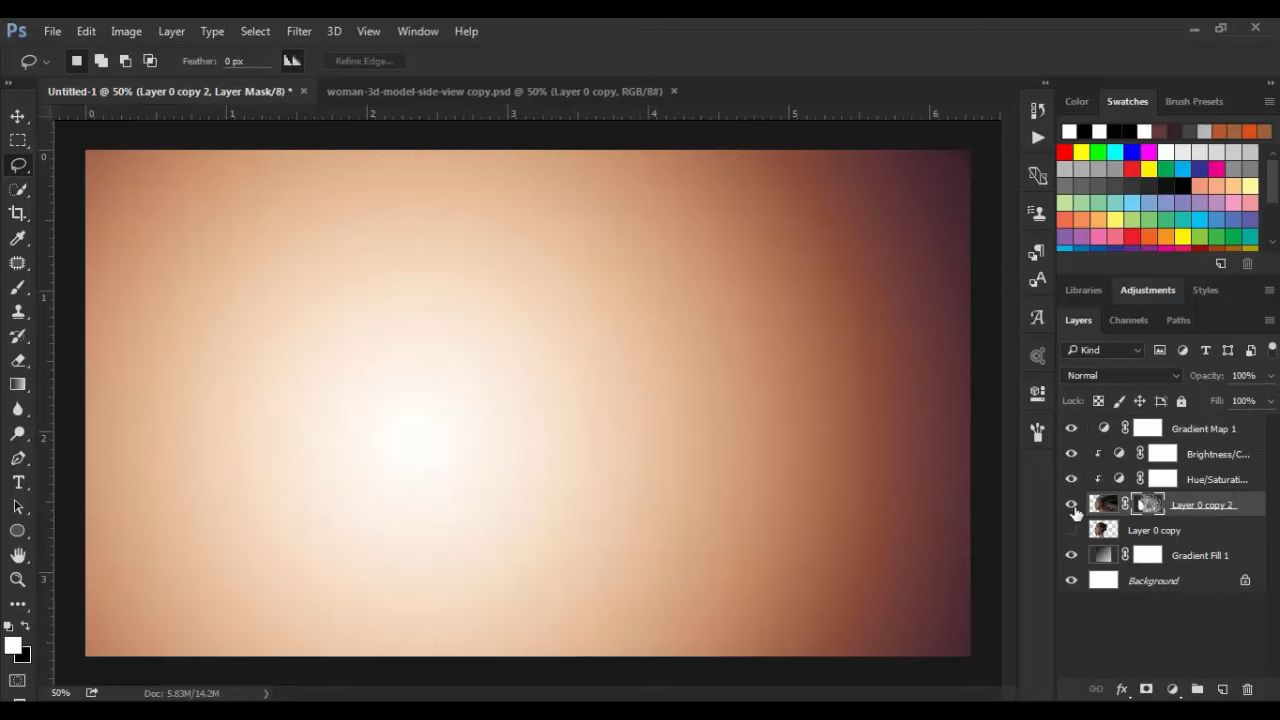 Ps File Edit Image Layer Type Select Filter 3D View Window Help
Feather: 0 px Refine Edge...
Untitled-1 @ 50% (Layer 0 copy 2, Layer Mask/8) * × woman-3d-model-side-view copy.psd @ 50% (Layer 0 copy, RGB/8#) ×
Color Swatches Brush Presets
0 1 2 3 4 5 6
0
1
2
3
Libraries Adjustments Styles
Layers Channels Paths
Kind
Normal Opacity: 100%
Lock: Fill: 100%
Gradient Map 1
Brightness/C...
Hue/Saturati...
Layer 0 copy 2
Layer 0 copy
Gradient Fill 1
Background
50% Doc: 5.83M/14.2M